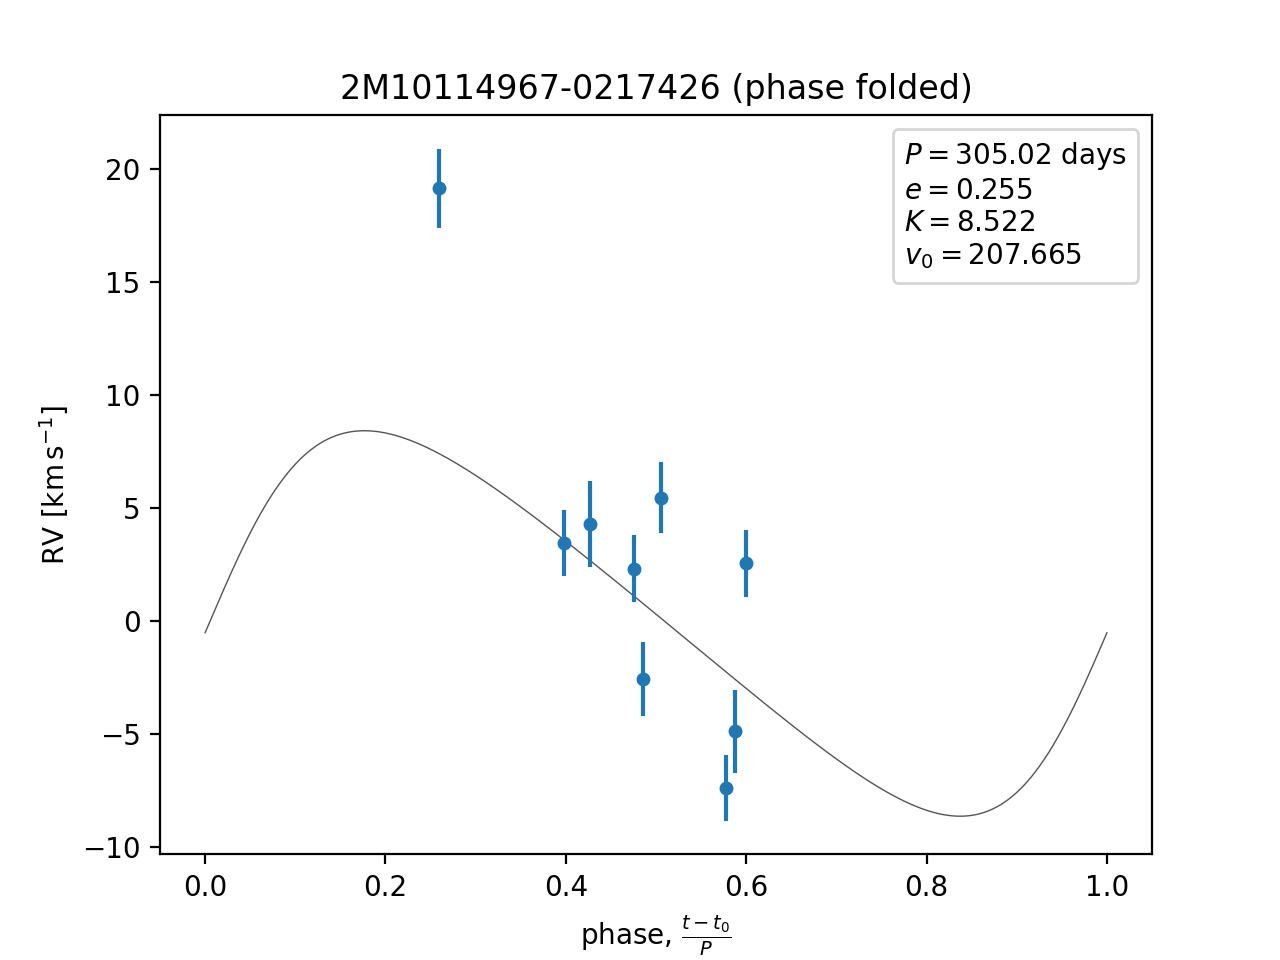 2M10114967-0217426 (phase folded)
P = 305.02 days
e = 0.255
K = 8.522
v₀ = 207.665
20
15
10
5
0
−5
−10
RV [km s⁻¹]
0.0 0.2 0.4 0.6 0.8 1.0
phase, (t − t₀)/P